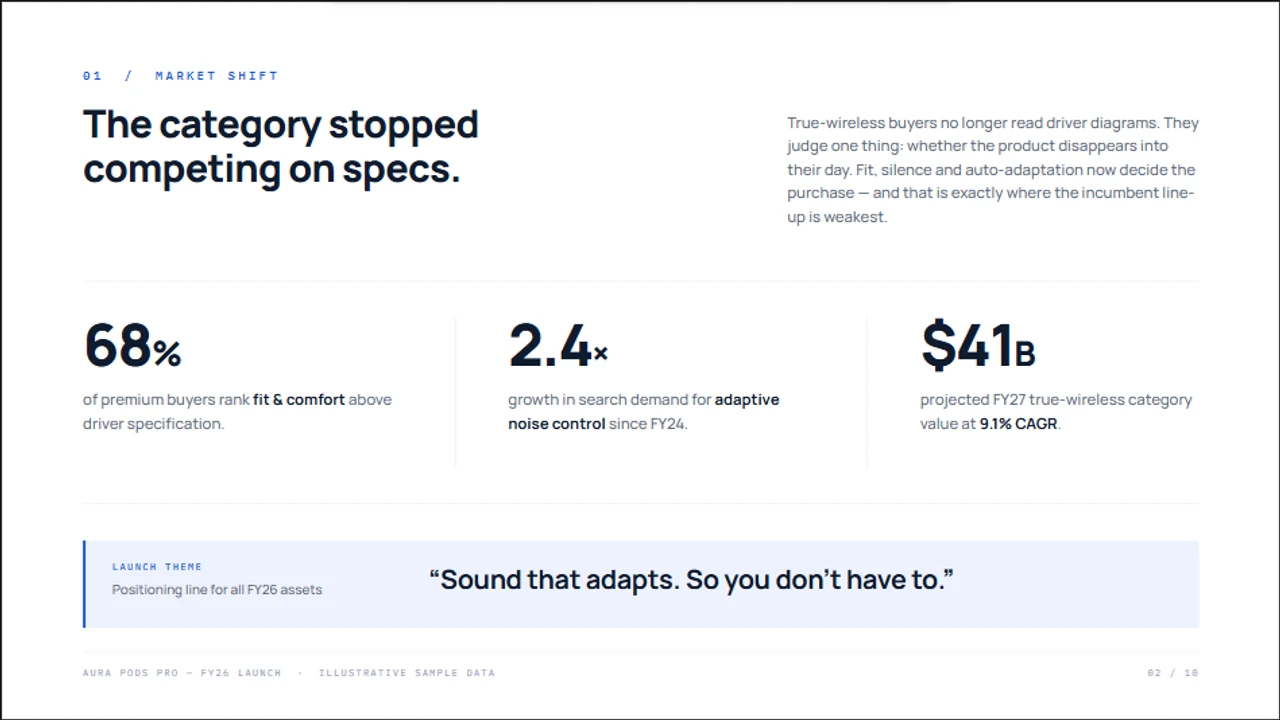 01 / MARKET SHIFT
The category stopped
competing on specs.
True-wireless buyers no longer read driver diagrams. They
judge one thing: whether the product disappears into
their day. Fit, silence and auto-adaptation now decide the
purchase — and that is exactly where the incumbent line-
up is weakest.
68%
of premium buyers rank fit & comfort above
driver specification.
2.4×
growth in search demand for adaptive
noise control since FY24.
$41B
projected FY27 true-wireless category
value at 9.1% CAGR.
LAUNCH THEME
Positioning line for all FY26 assets
“Sound that adapts. So you don’t have to.”
AURA PODS PRO — FY26 LAUNCH · ILLUSTRATIVE SAMPLE DATA
02 / 10